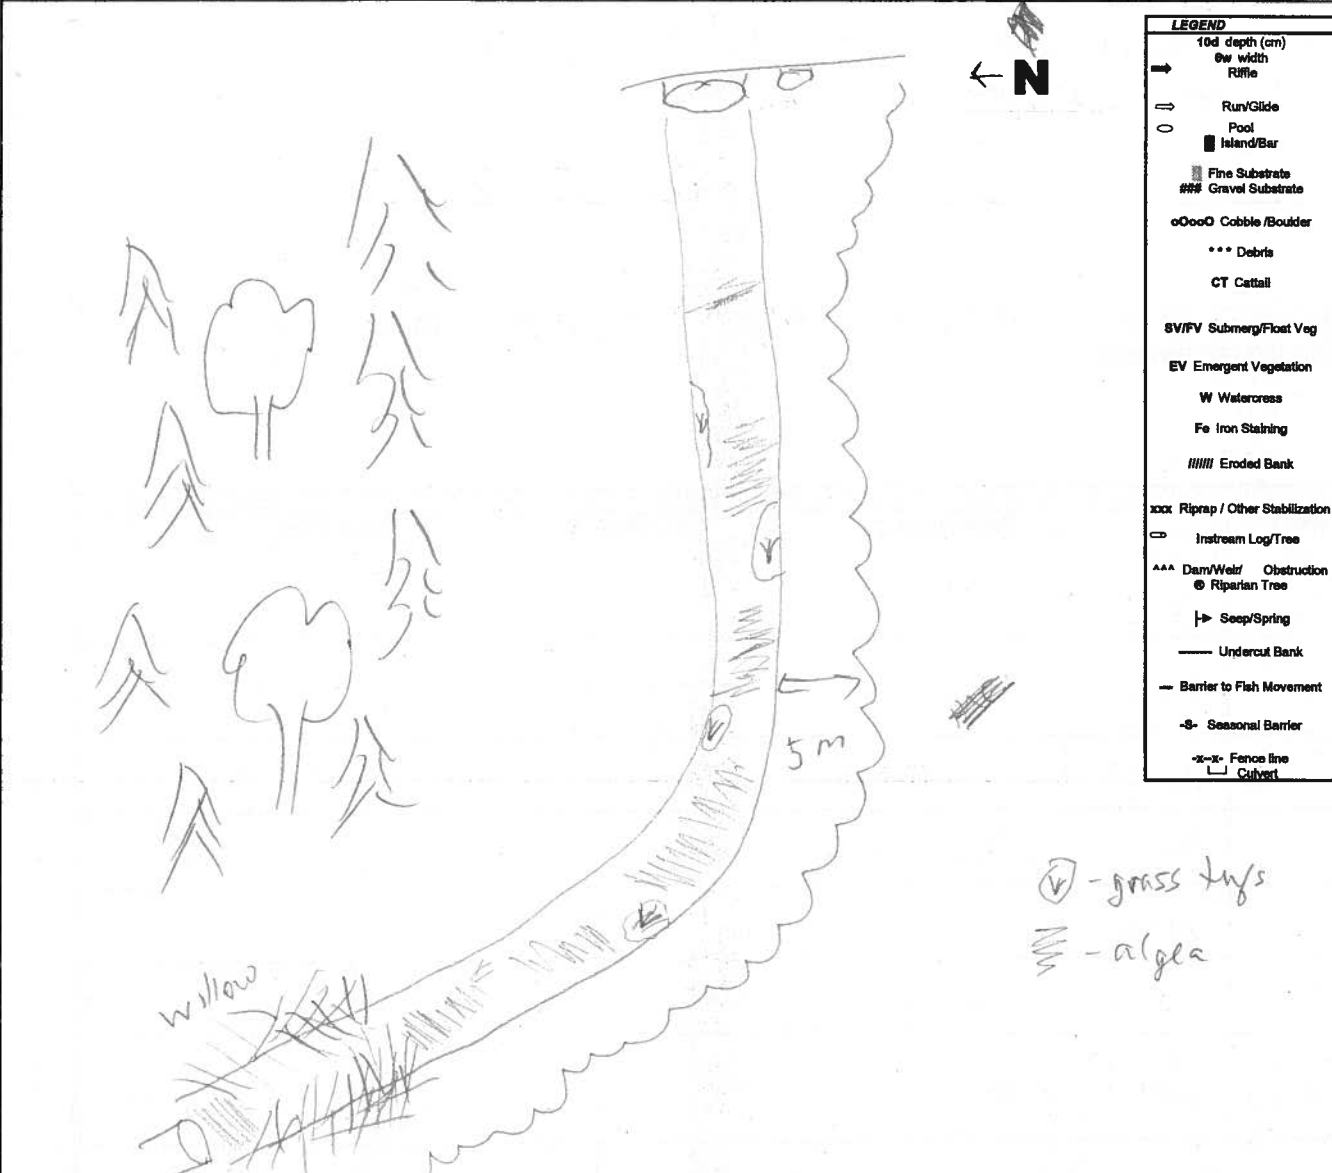 N
LEGEND
10d depth (cm)
6w width
Riffle
Run/Glide
Pool
Island/Bar
Fine Substrate
### Gravel Substrate
oOooO Cobble/Boulder
*** Debris
CT Cattail
SV/FV Submerg/Float Veg
EV Emergent Vegetation
W Watercress
Fe Iron Staining
/////// Eroded Bank
xxx Riprap / Other Stabilization
Instream Log/Tree
^^^ Dam/Weir/ Obstruction
Riparian Tree
Seep/Spring
Undercut Bank
Barrier to Fish Movement
-S- Seasonal Barrier
-x--x- Fence line
Culvert
5 m
- grass tufs
- algea
willow